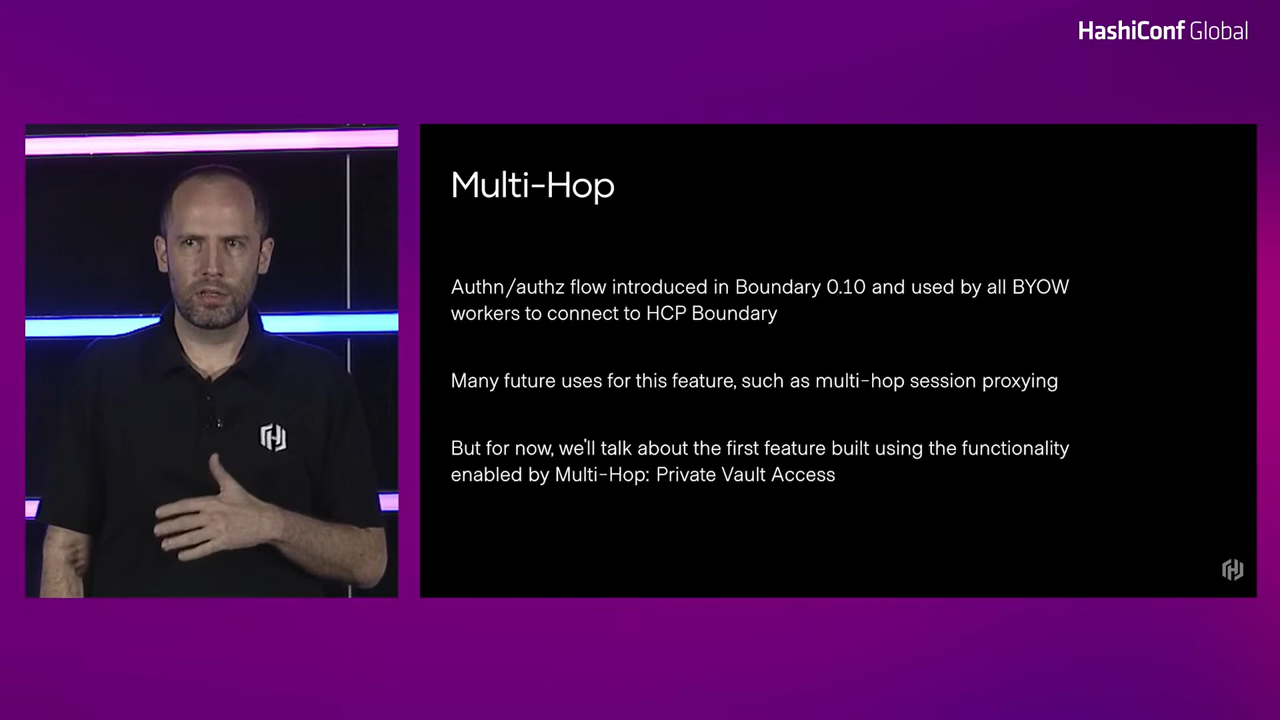 HashiConf Global
Multi-Hop
Authn/authz flow introduced in Boundary 0.10 and used by all BYOW
workers to connect to HCP Boundary
Many future uses for this feature, such as multi-hop session proxying
But for now, we'll talk about the first feature built using the functionality
enabled by Multi-Hop: Private Vault Access